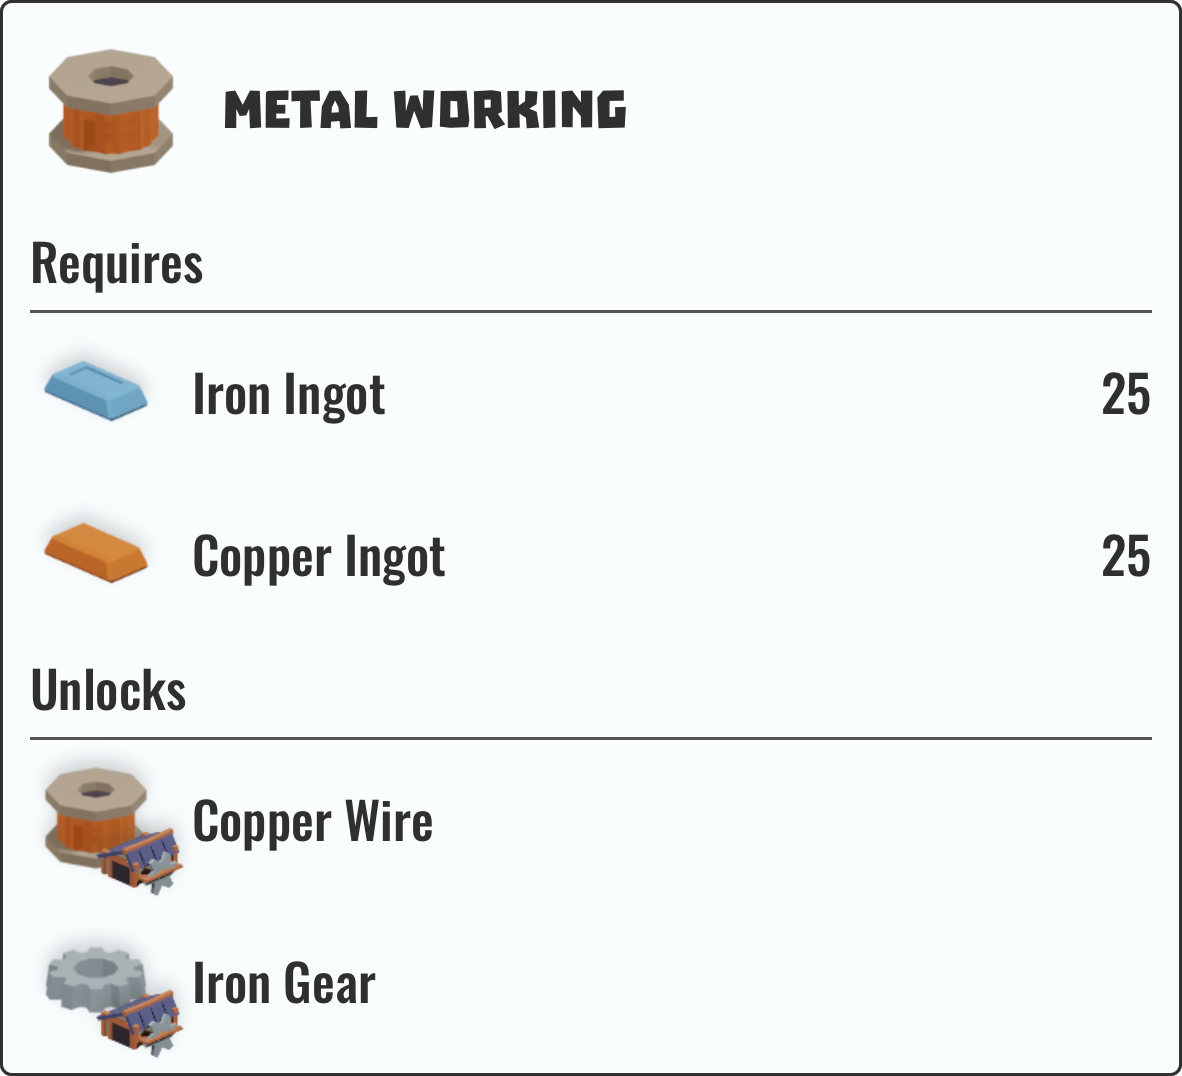 METAL WORKING
Requires
Iron Ingot 25
Copper Ingot 25
Unlocks
Copper Wire
Iron Gear